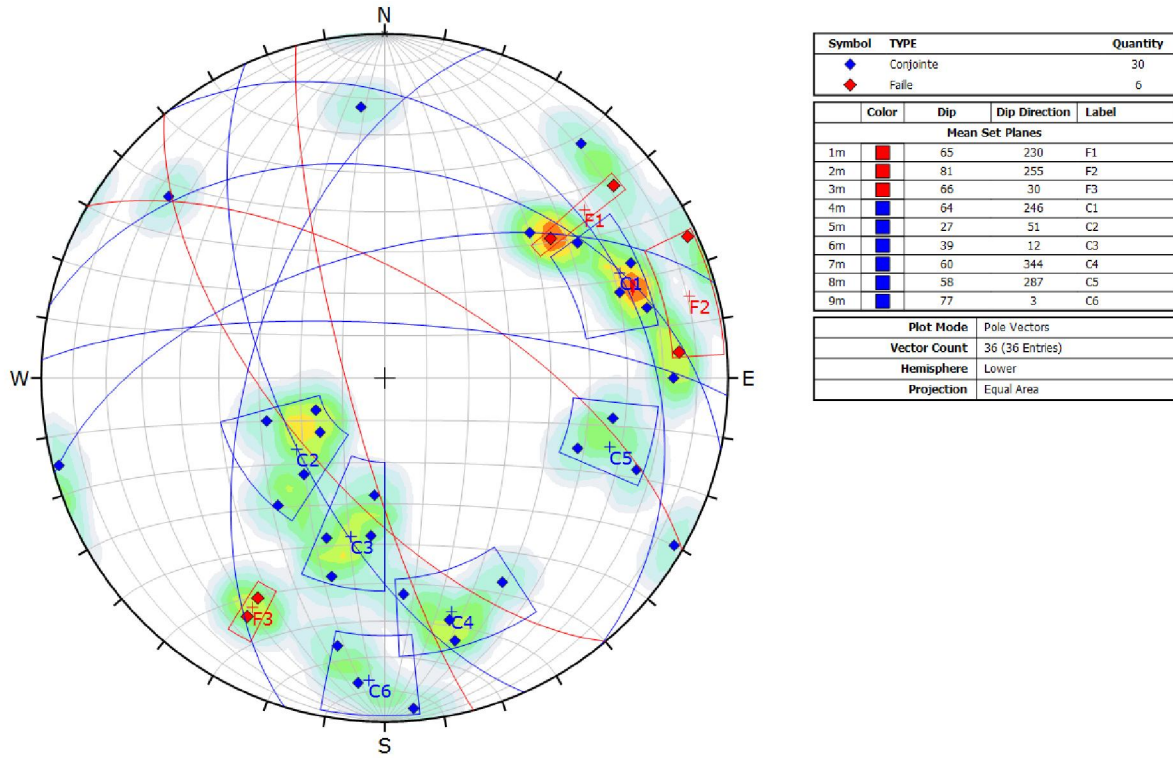 N
W
E
S
F1
C1
F2
C2
C5
C3
F3
C4
C6
Symbol TYPE Quantity
Conjointe 30
Faille 6
Color Dip Dip Direction Label
Mean Set Planes
1m 65 230 F1
2m 81 255 F2
3m 66 30 F3
4m 64 246 C1
5m 27 51 C2
6m 39 12 C3
7m 60 344 C4
8m 58 287 C5
9m 77 3 C6
Plot Mode Pole Vectors
Vector Count 36 (36 Entries)
Hemisphere Lower
Projection Equal Area